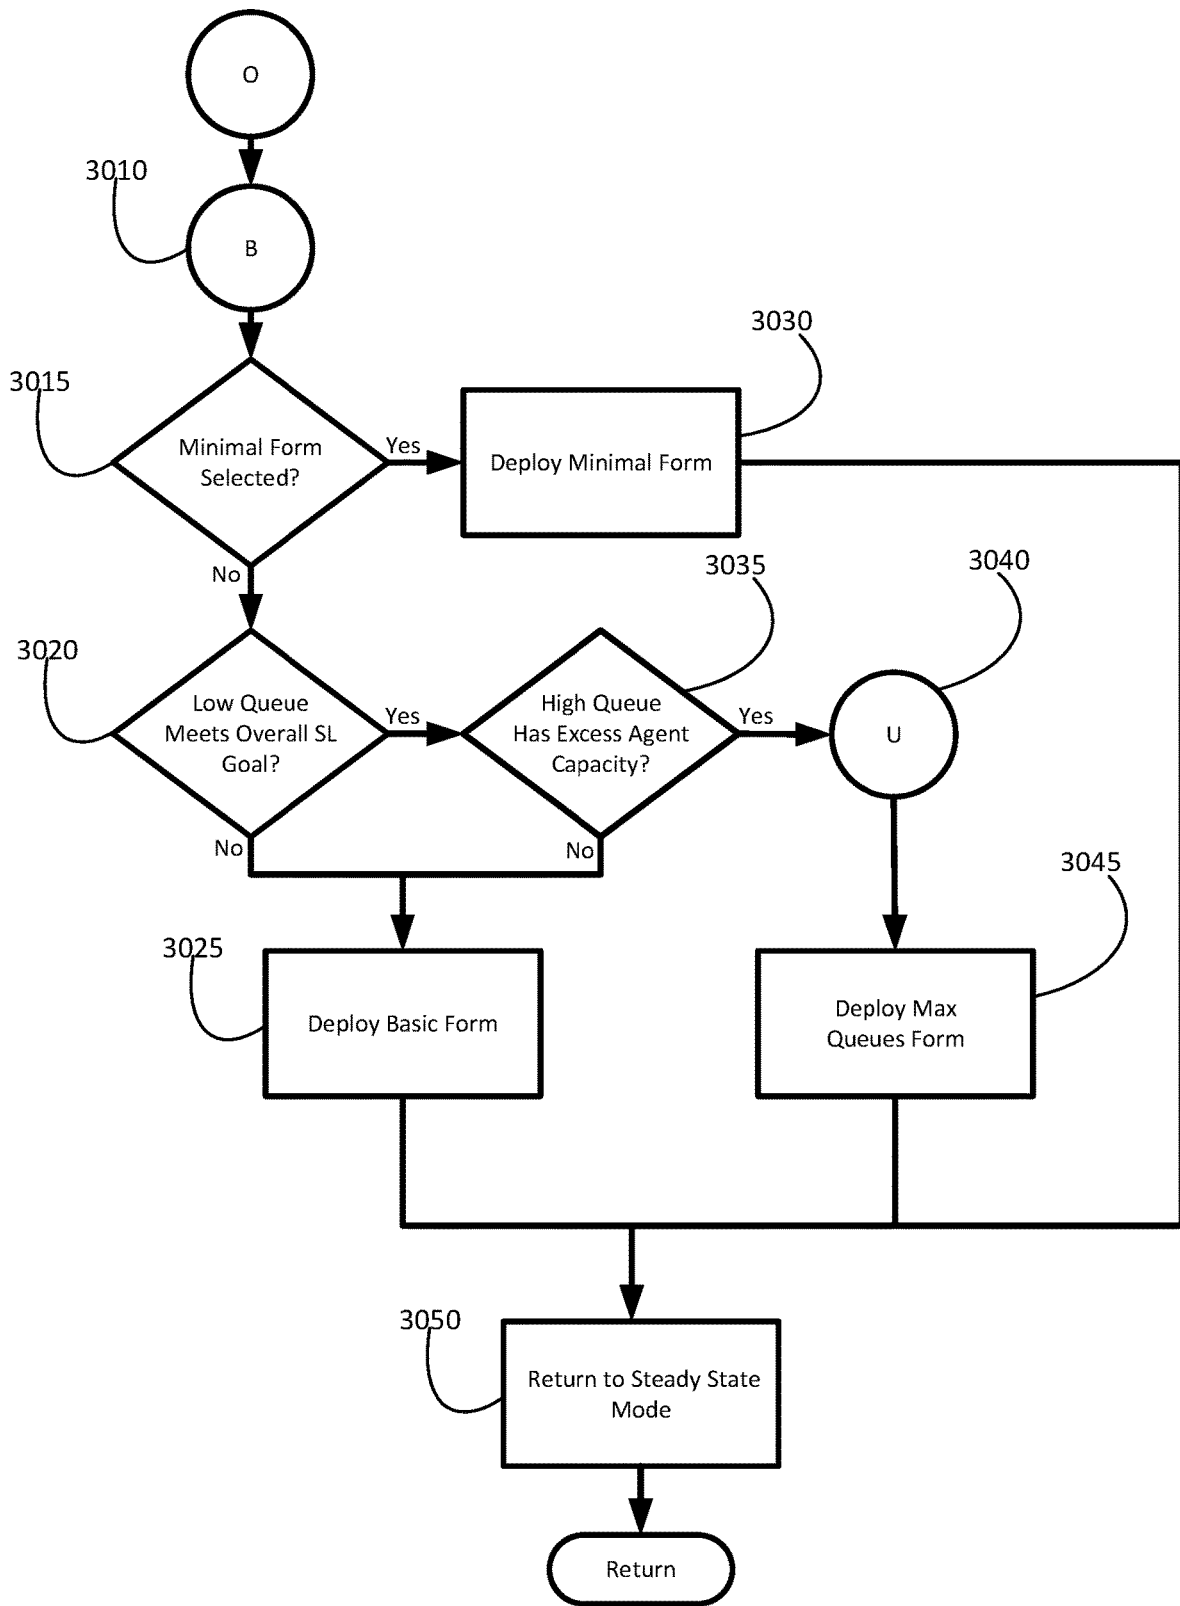 O
3010
B
3030
3015
Minimal Form
Selected?
Yes
Deploy Minimal Form
No
3035
3040
3020
Low Queue
Meets Overall SL
Goal?
Yes
High Queue
Has Excess Agent
Capacity?
Yes
U
No
No
3045
3025
Deploy Basic Form
Deploy Max
Queues Form
3050
Return to Steady State
Mode
Return